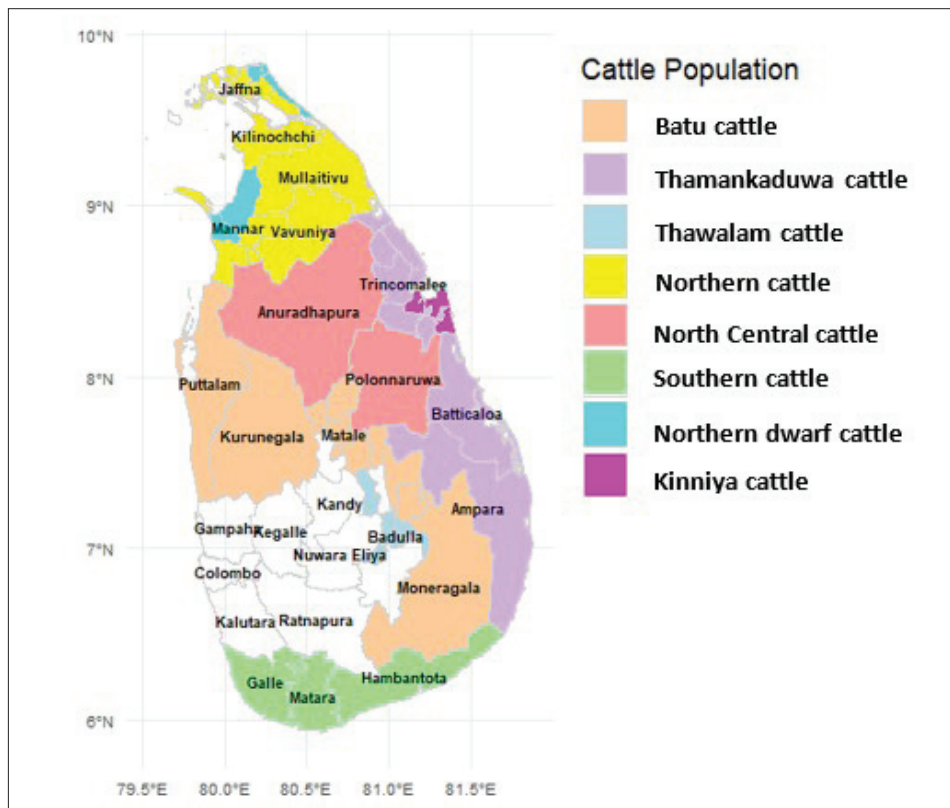 10°N
9°N
8°N
7°N
6°N
79.5°E 80.0°E 80.5°E 81.0°E 81.5°E
Jaffna
Kilinochchi
Mullaitivu
Mannar
Vavuniya
Trincomalee
Anuradhapura
Polonnaruwa
Puttalam
Batticaloa
Kurunegala
Matale
Kandy
Ampara
Gampaha
Kegalle
Badulla
Nuwara Eliya
Colombo
Moneragala
Kalutara
Ratnapura
Hambantota
Galle
Matara
Cattle Population
Batu cattle
Thamankaduwa cattle
Thawalam cattle
Northern cattle
North Central cattle
Southern cattle
Northern dwarf cattle
Kinniya cattle